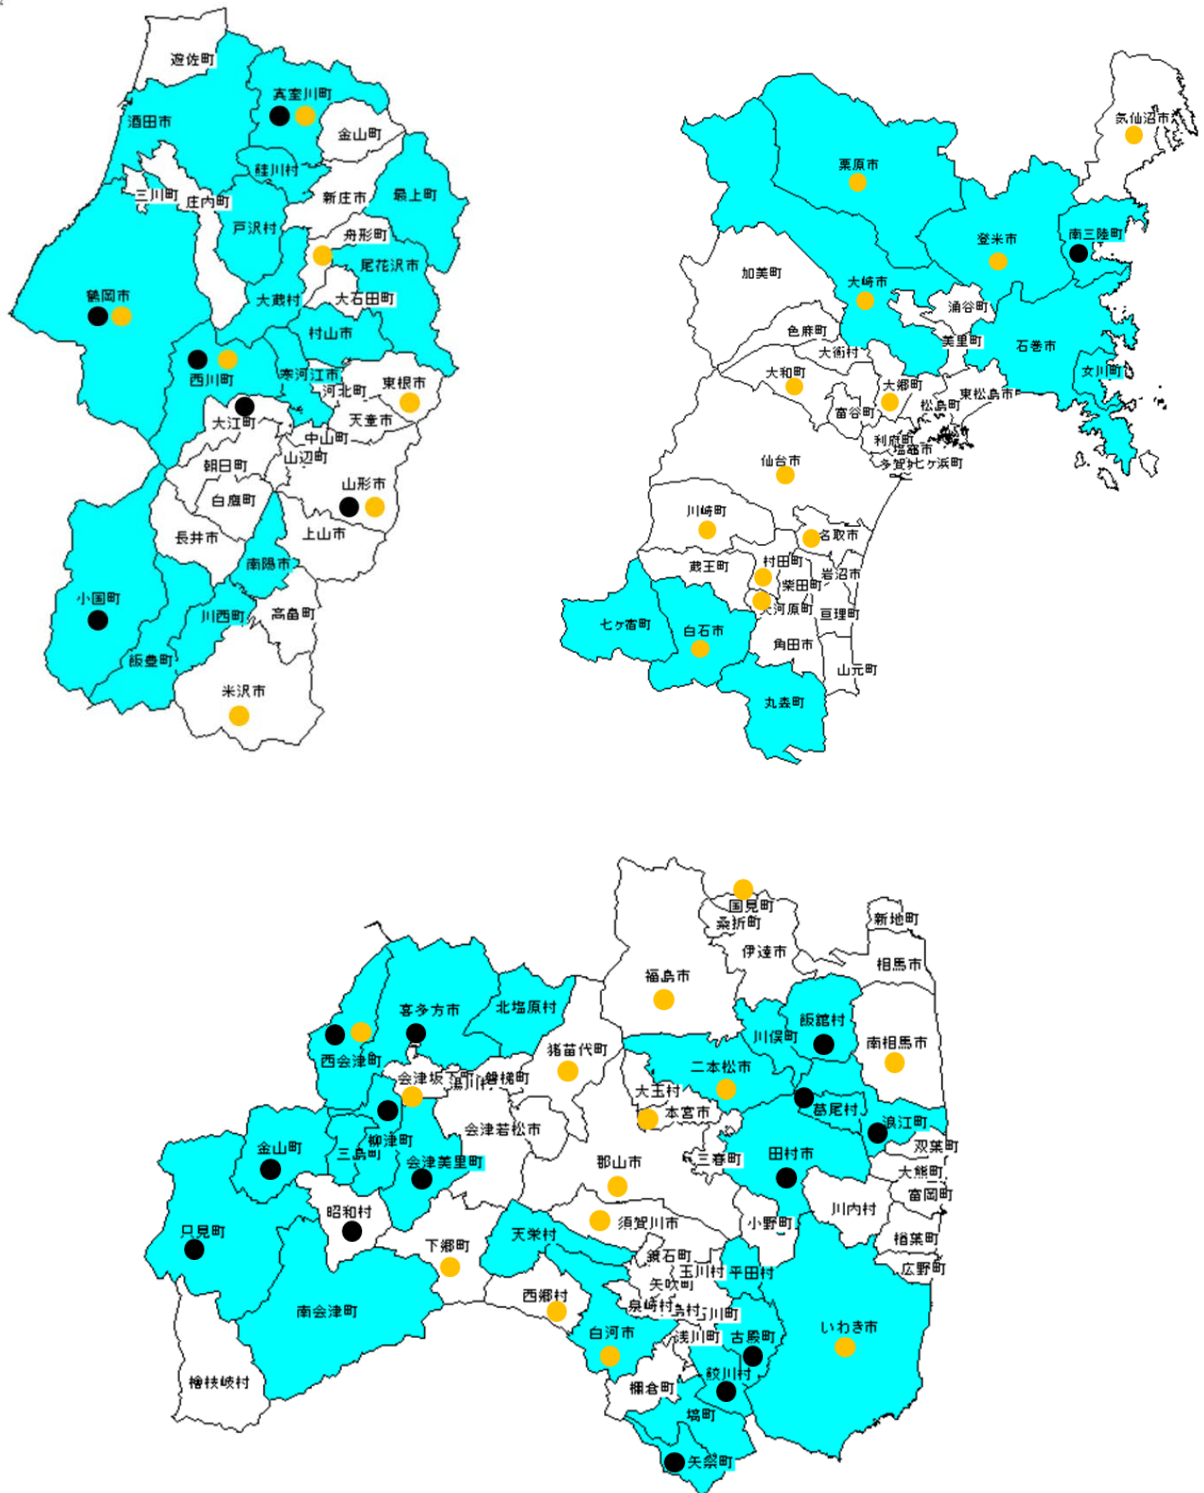 遊佐町
真室川町
酒田市
金山町
鮭川村
三川町
庄内町
新庄市
最上町
戸沢村
舟形町
尾花沢市
鶴岡市
大蔵村
大石田町
村山市
西川町
寒河江市
河北町
東根市
大江町
天童市
中山町
山辺町
朝日町
山形市
白鷹町
長井市
上山市
南陽市
小国町
川西町
高畠町
飯豊町
米沢市
気仙沼市
栗原市
登米市
南三陸町
加美町
大崎市
涌谷町
色麻町
美里町
石巻市
大衡村
女川町
大和町
大郷町
東松島市
富谷町
松島町
利府町
塩竈市
仙台市
七ヶ浜町
川崎町
名取市
蔵王町
村田町
岩沼市
柴田町
大河原町
亘理町
七ヶ宿町
白石市
角田市
山元町
丸森町
国見町
桑折町
新地町
伊達市
相馬市
福島市
喜多方市
北塩原村
飯舘村
川俣町
南相馬市
西会津町
猪苗代町
二本松市
会津坂下町
磐梯町
大玉村
本宮市
葛尾村
浪江町
会津若松市
柳津町
双葉町
金山町
三島町
会津美里町
郡山市
三春町
田村市
大熊町
富岡町
昭和村
川内村
只見町
須賀川市
小野町
楢葉町
天栄村
下郷町
鏡石町
広野町
玉川村
平田村
矢吹町
西郷村
泉崎村
南会津町
白河市
浅川町
古殿町
いわき市
檜枝岐村
棚倉町
鮫川村
塙町
矢祭町